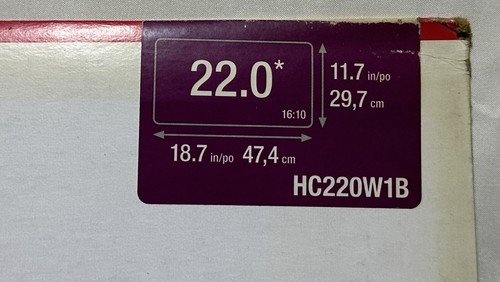 22.0*
16:10
11.7 in/po
29,7 cm
18.7 in/po 47,4 cm
HC220W1B